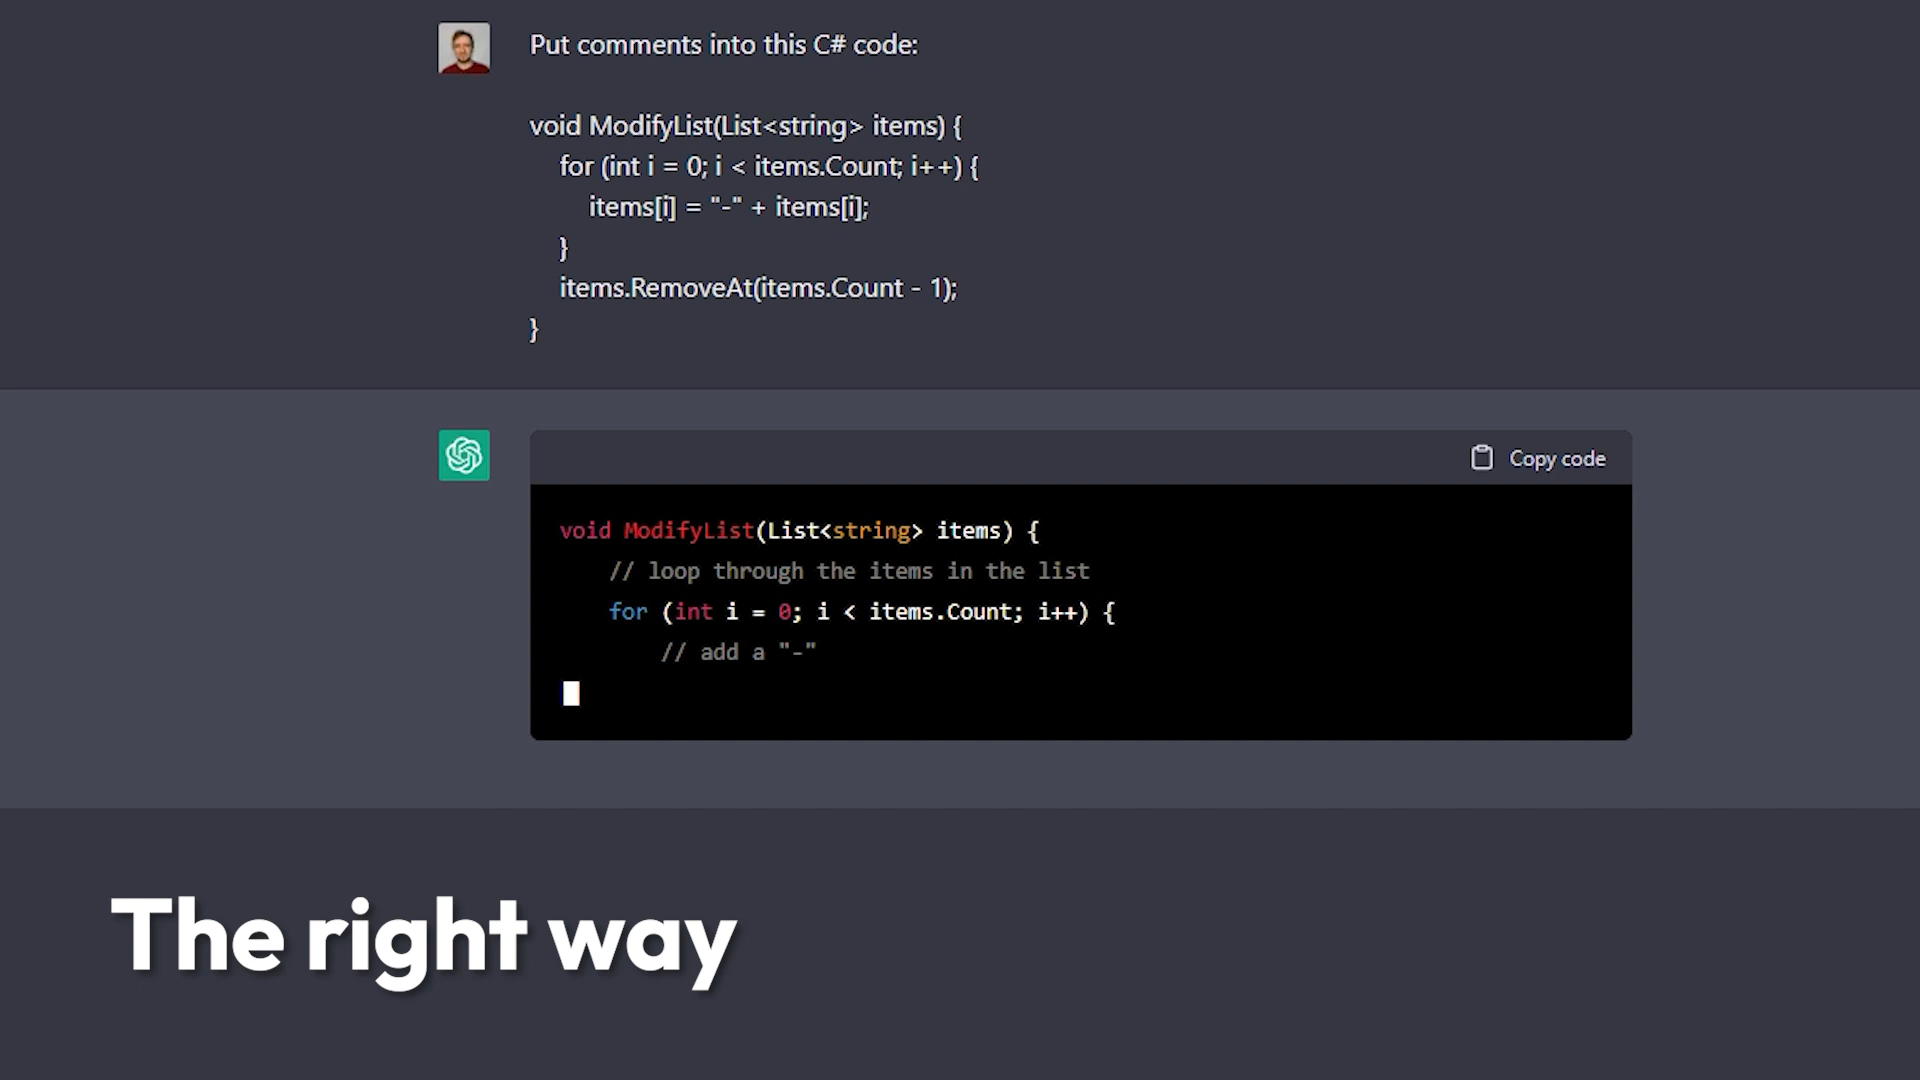 Put comments into this C# code:
void ModifyList(List<string> items) {
for (int i = 0; i < items.Count; i++) {
items[i] = "-" + items[i];
}
items.RemoveAt(items.Count - 1);
}
Copy code
void ModifyList(List<string> items) {
// loop through the items in the list
for (int i = 0; i < items.Count; i++) {
// add a "-"
The right way